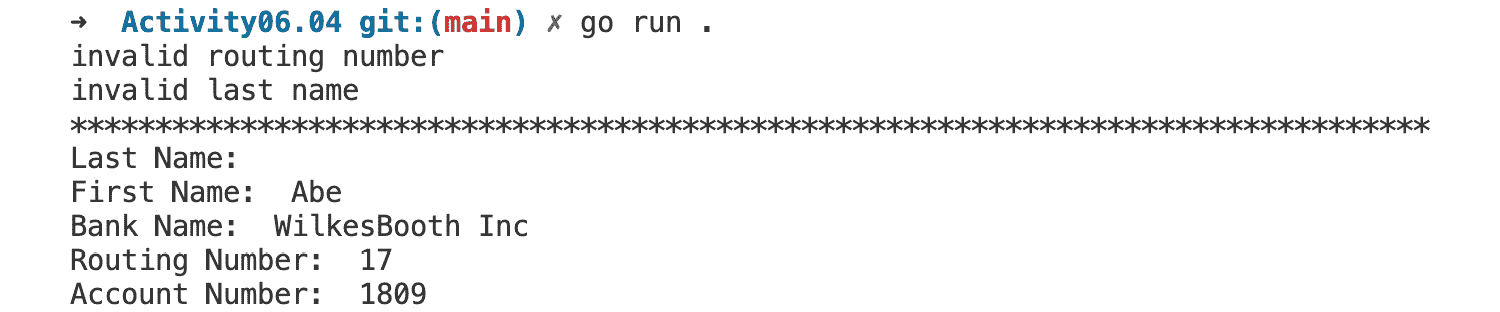 ➜  Activity06.04 git:(main) ✗ go run .
invalid routing number
invalid last name
********************************************************************************
Last Name:
First Name:  Abe
Bank Name:  WilkesBooth Inc
Routing Number:  17
Account Number:  1809